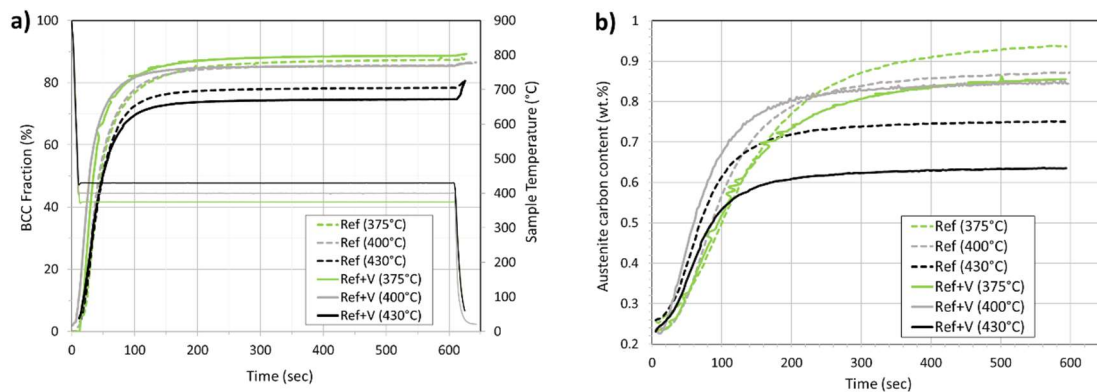 a)
100
80
60
40
20
0
BCC Fraction (%)
900
800
700
600
500
400
300
200
100
0
Sample Temperature (°C)
Ref (375°C)
Ref (400°C)
Ref (430°C)
Ref+V (375°C)
Ref+V (400°C)
Ref+V (430°C)
0 100 200 300 400 500 600
Time (sec)
b)
1
0.9
0.8
0.7
0.6
0.5
0.4
0.3
0.2
Austenite carbon content (wt.%)
Ref (375°C)
Ref (400°C)
Ref (430°C)
Ref+V (375°C)
Ref+V (400°C)
Ref+V (430°C)
0 100 200 300 400 500 600
Time (sec)